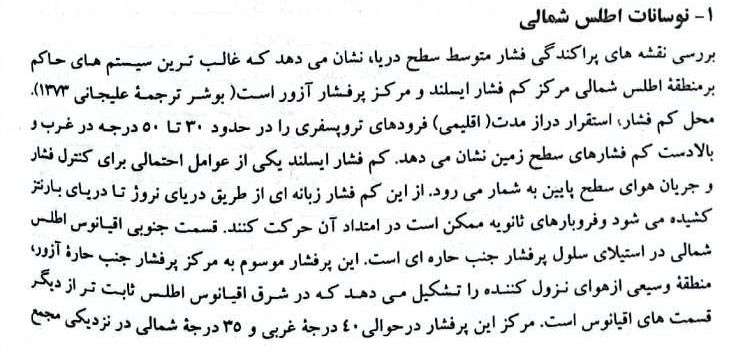 ۱- نوسانات اطلس شمالی
بررسی نقشه های پراکندگی فشار متوسط سطح دریا، نشان می دهد که غالب ترین سیستم های حاکم
برمنطقهٔ اطلس شمالی مرکز کم فشار ایسلند و مرکز پرفشار آزور است( بوشر ترجمهٔ علیجانی ۱۳۷۳).
محل کم فشار، استقرار دراز مدت( اقلیمی) فرودهای تروپسفری را در حدود ۳۰ تا ۵۰ درجه در غرب و
بالادست کم فشارهای سطح زمین نشان می دهد. کم فشار ایسلند یکی از عوامل احتمالی برای کنترل فشار
و جریان هوای سطح پایین به شمار می رود. از این کم فشار زبانه ای از طریق دریای نروژ تا دریای بارنتز
کشیده می شود وفروبارهای ثانویه ممکن است در امتداد آن حرکت کنند. قسمت جنوبی اقیانوس اطلس
شمالی در استیلای سلول پرفشار جنب حاره ای است. این پرفشار موسوم به مرکز پرفشار جنب حارهٔ آزور،
منطقهٔ وسیعی ازهوای نزول کننده را تشکیل می دهد که در شرق اقیانوس اطلس ثابت تر از دیگر
قسمت های اقیانوس است. مرکز این پرفشار درحوالی ۴۰ درجهٔ غربی و ۳۵ درجهٔ شمالی در نزدیکی مجمع